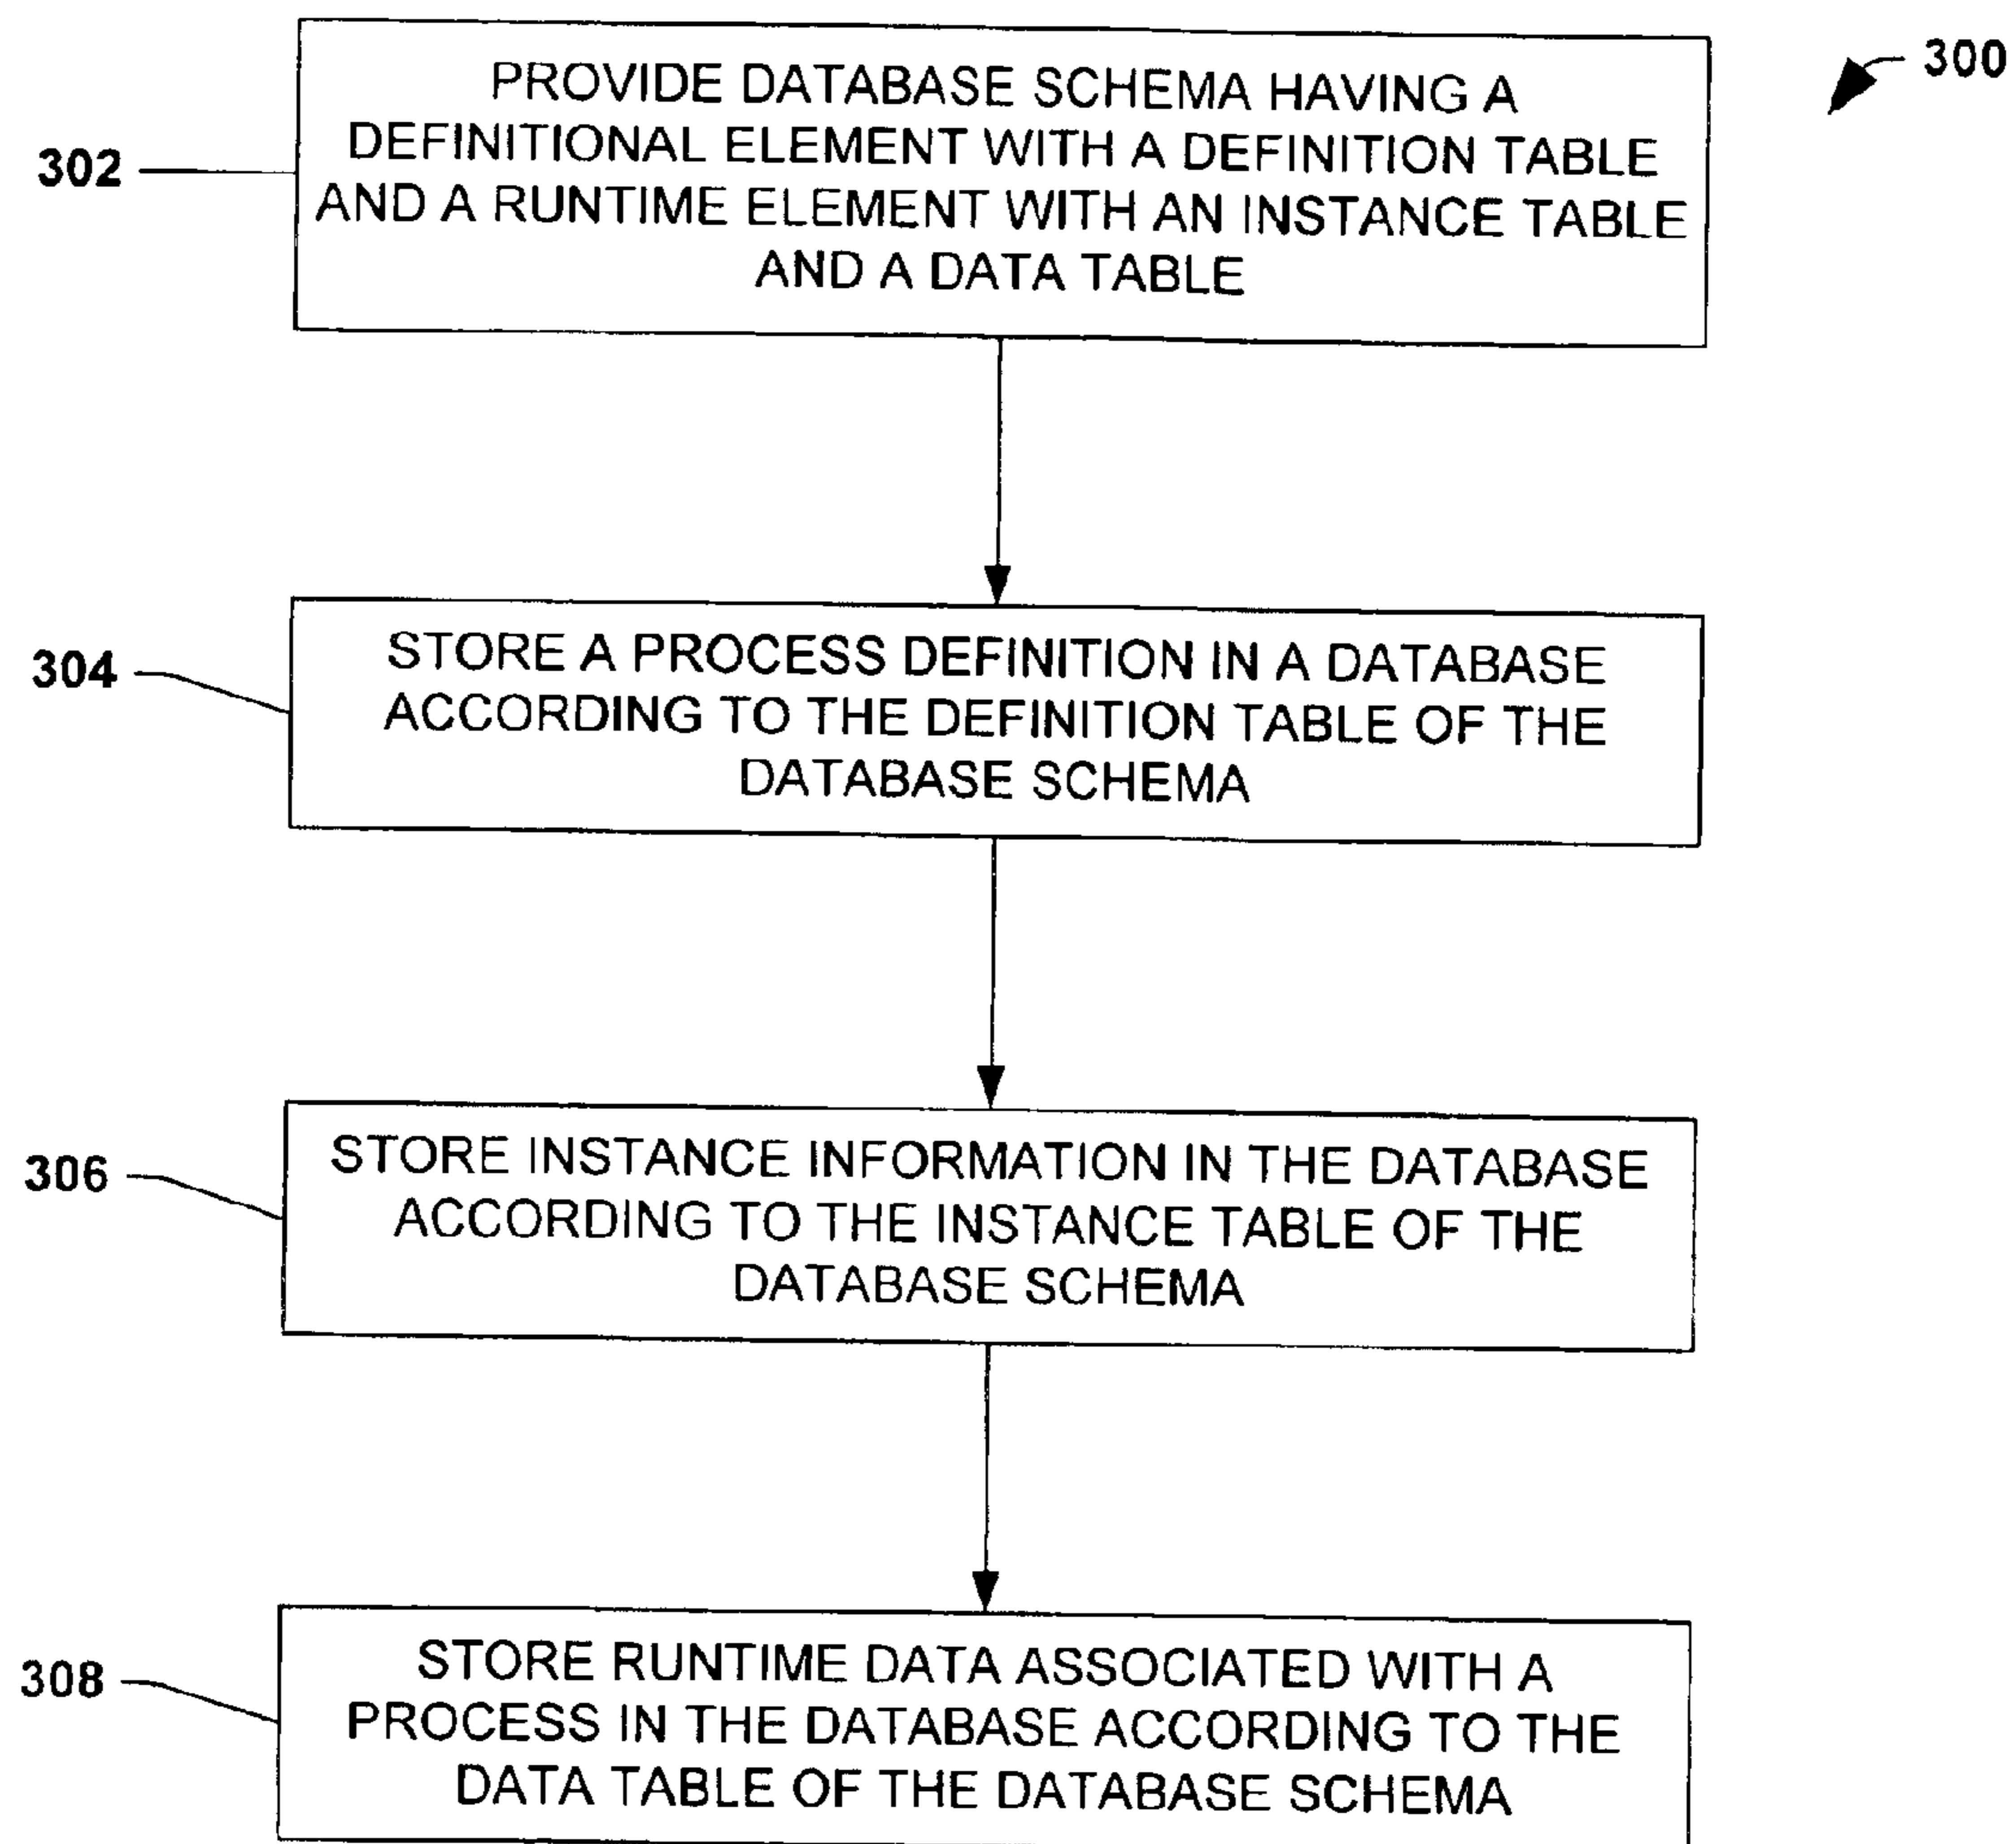 300
302
PROVIDE DATABASE SCHEMA HAVING A
DEFINITIONAL ELEMENT WITH A DEFINITION TABLE
AND A RUNTIME ELEMENT WITH AN INSTANCE TABLE
AND A DATA TABLE
304
STORE A PROCESS DEFINITION IN A DATABASE
ACCORDING TO THE DEFINITION TABLE OF THE
DATABASE SCHEMA
306
STORE INSTANCE INFORMATION IN THE DATABASE
ACCORDING TO THE INSTANCE TABLE OF THE
DATABASE SCHEMA
308
STORE RUNTIME DATA ASSOCIATED WITH A
PROCESS IN THE DATABASE ACCORDING TO THE
DATA TABLE OF THE DATABASE SCHEMA